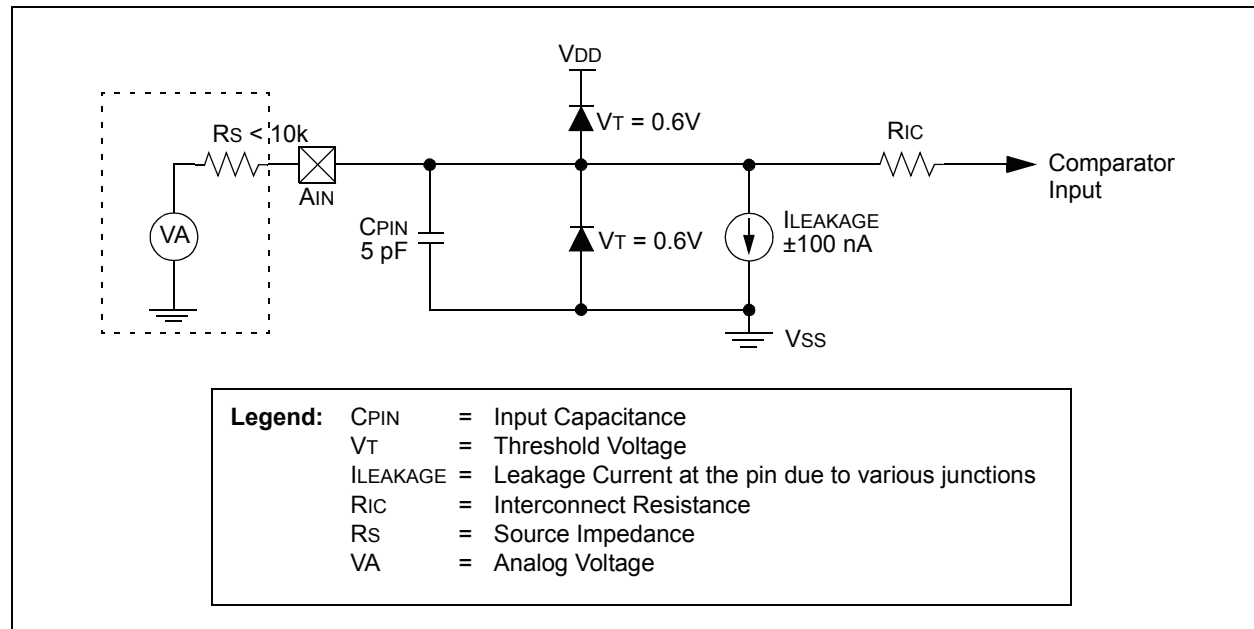 VDD
VT = 0.6V
RS < 10k
RIC
Comparator
Input
AIN
VA
CPIN
5 pF
VT = 0.6V
ILEAKAGE
±100 nA
VSS
Legend: CPIN = Input Capacitance
VT = Threshold Voltage
ILEAKAGE = Leakage Current at the pin due to various junctions
RIC = Interconnect Resistance
RS = Source Impedance
VA = Analog Voltage